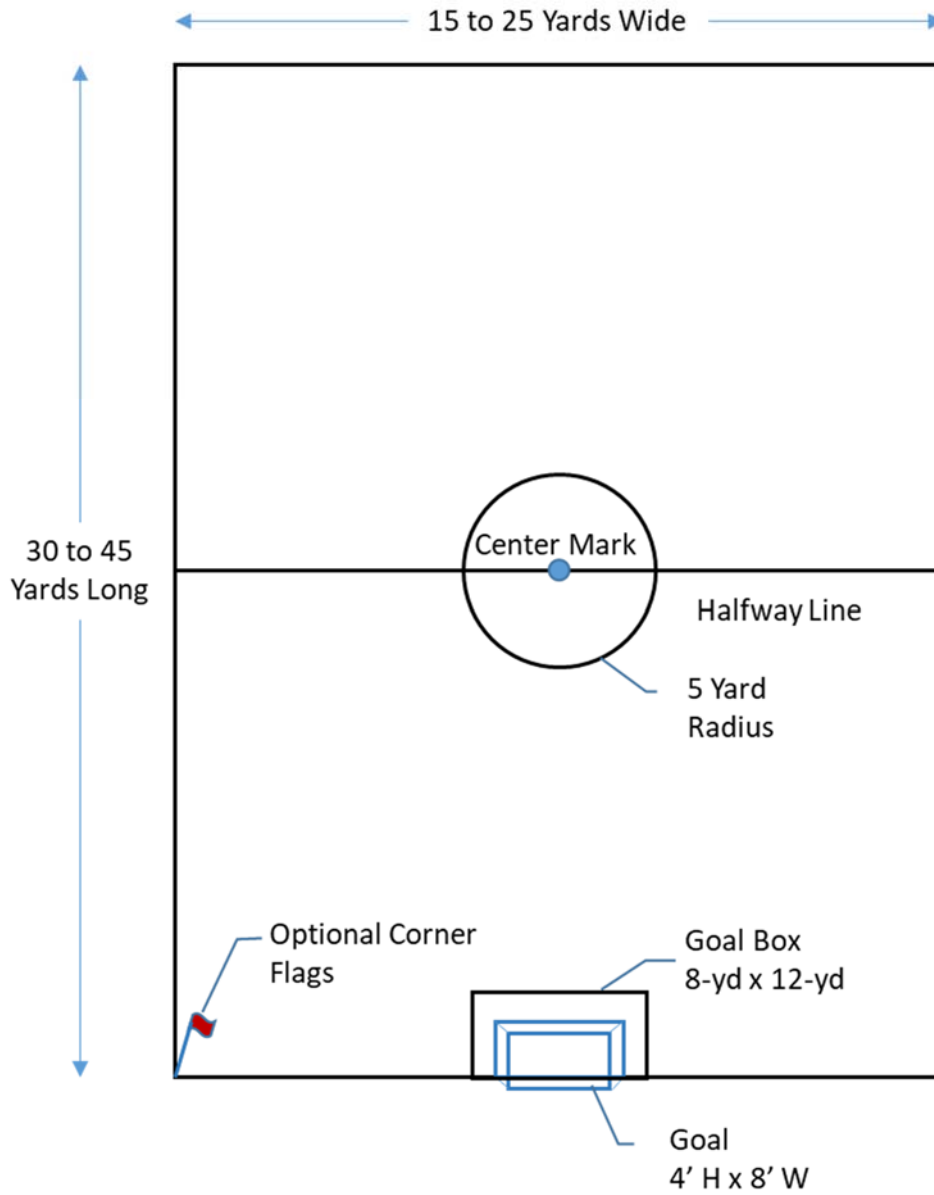 15 to 25 Yards Wide
30 to 45
Yards Long
Center Mark
Halfway Line
5 Yard
Radius
Optional Corner
Flags
Goal Box
8-yd x 12-yd
Goal
4’ H x 8’ W